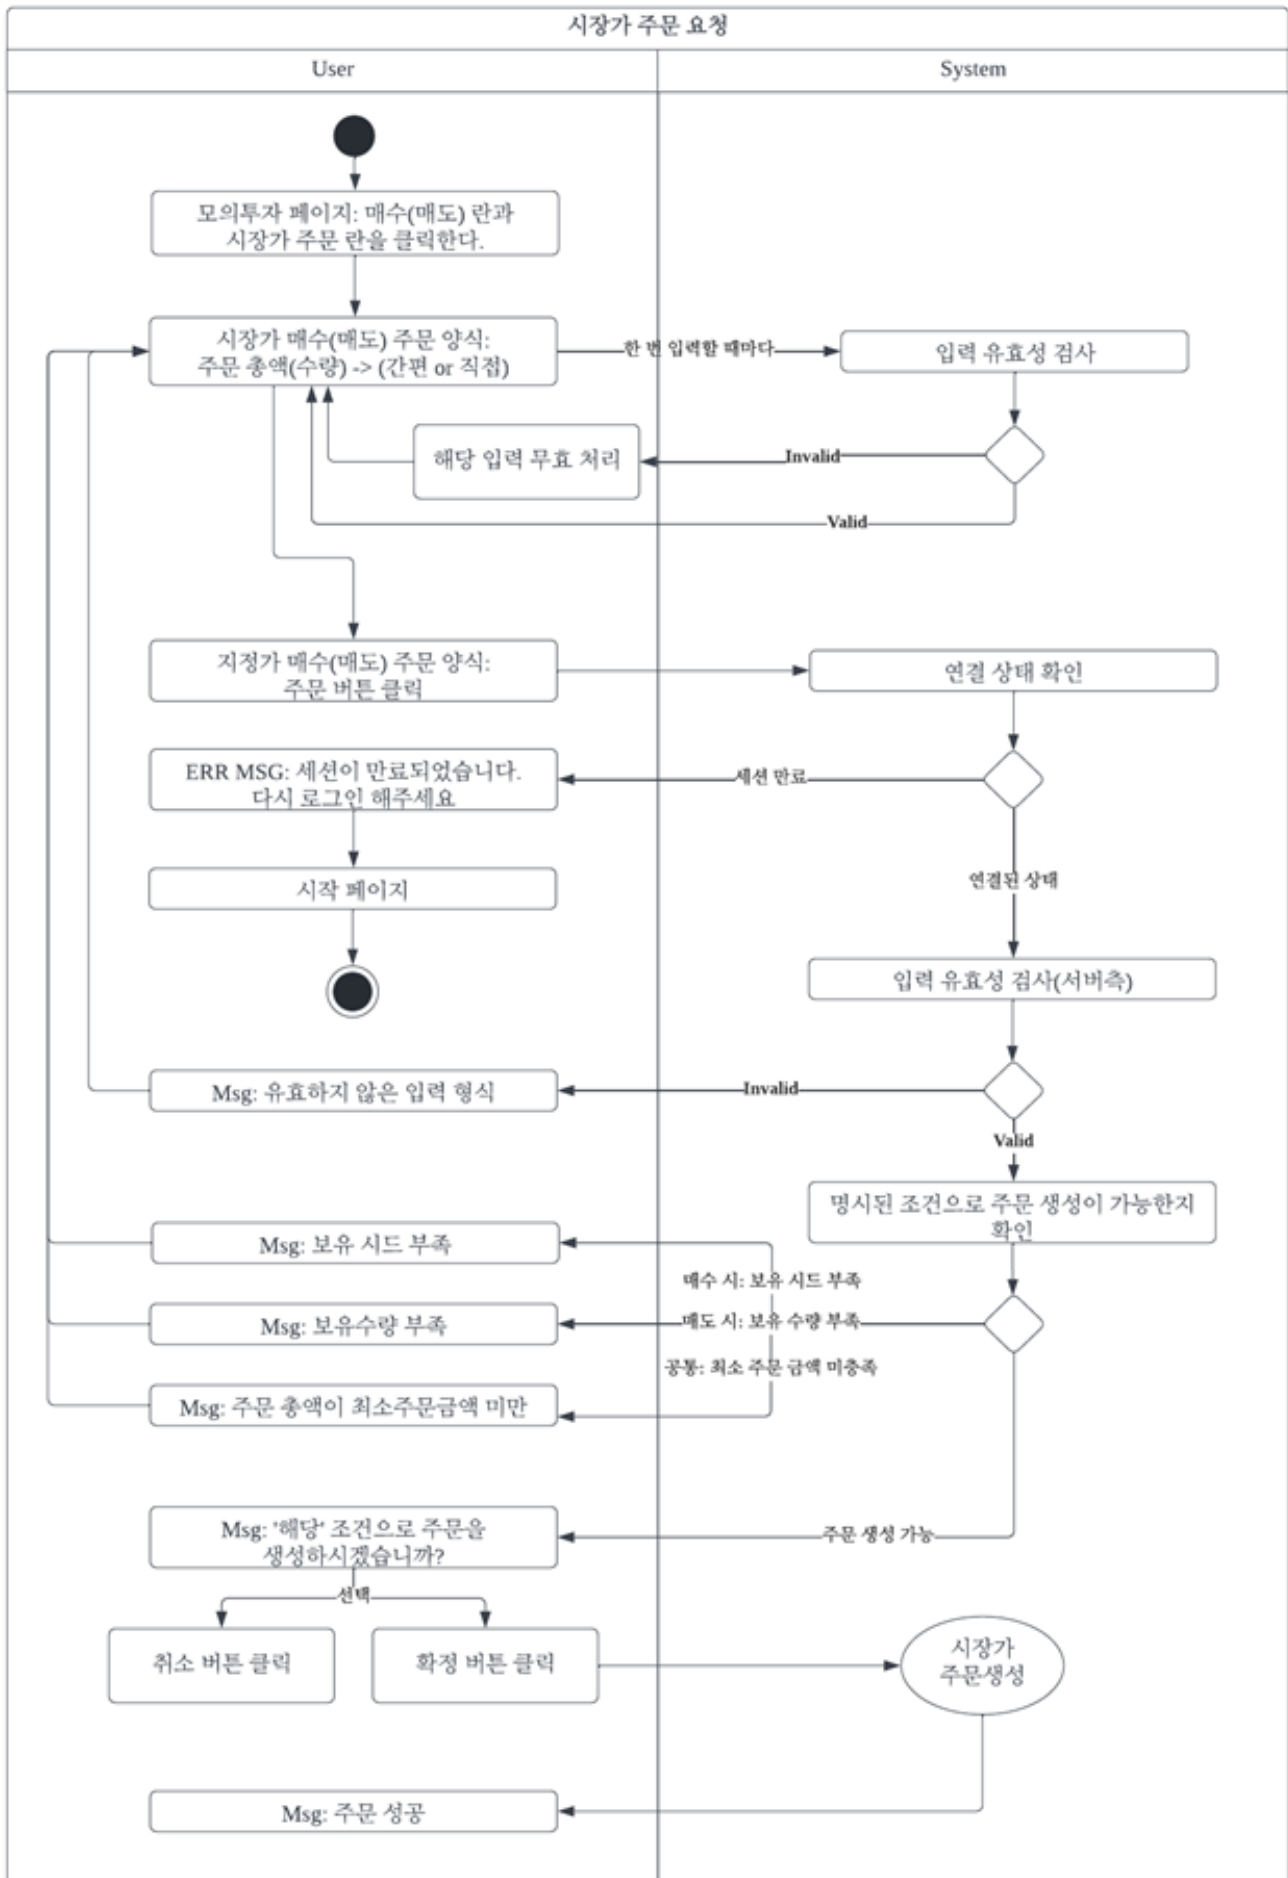 시장가 주문 요청
User
System
모의투자 페이지: 매수(매도) 란과
시장가 주문 란을 클릭한다.
시장가 매수(매도) 주문 양식:
주문 총액(수량) -> (간편 or 직접)
한 번 입력할 때마다
입력 유효성 검사
해당 입력 무효 처리
Invalid
Valid
지정가 매수(매도) 주문 양식:
주문 버튼 클릭
연결 상태 확인
ERR MSG: 세션이 만료되었습니다.
다시 로그인 해주세요
세션 만료
시작 페이지
연결된 상태
입력 유효성 검사(서버측)
Msg: 유효하지 않은 입력 형식
Invalid
Valid
명시된 조건으로 주문 생성이 가능한지
확인
Msg: 보유 시드 부족
매수 시: 보유 시드 부족
Msg: 보유수량 부족
매도 시: 보유 수량 부족
공통: 최소 주문 금액 미충족
Msg: 주문 총액이 최소주문금액 미만
Msg: '해당' 조건으로 주문을
생성하시겠습니까?
주문 생성 가능
선택
취소 버튼 클릭
확정 버튼 클릭
시장가
주문생성
Msg: 주문 성공